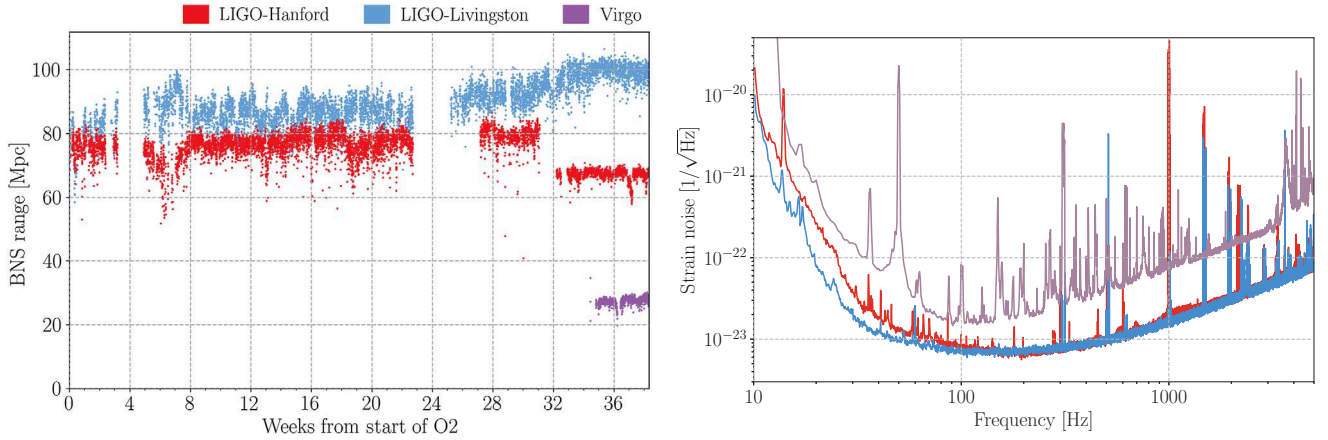 LIGO-Hanford LIGO-Livingston Virgo
BNS range [Mpc]
100
80
60
40
20
0
0 4 8 12 16 20 24 28 32 36
Weeks from start of O2
Strain noise [1/√Hz]
10⁻²⁰
10⁻²¹
10⁻²²
10⁻²³
10 100 1000
Frequency [Hz]